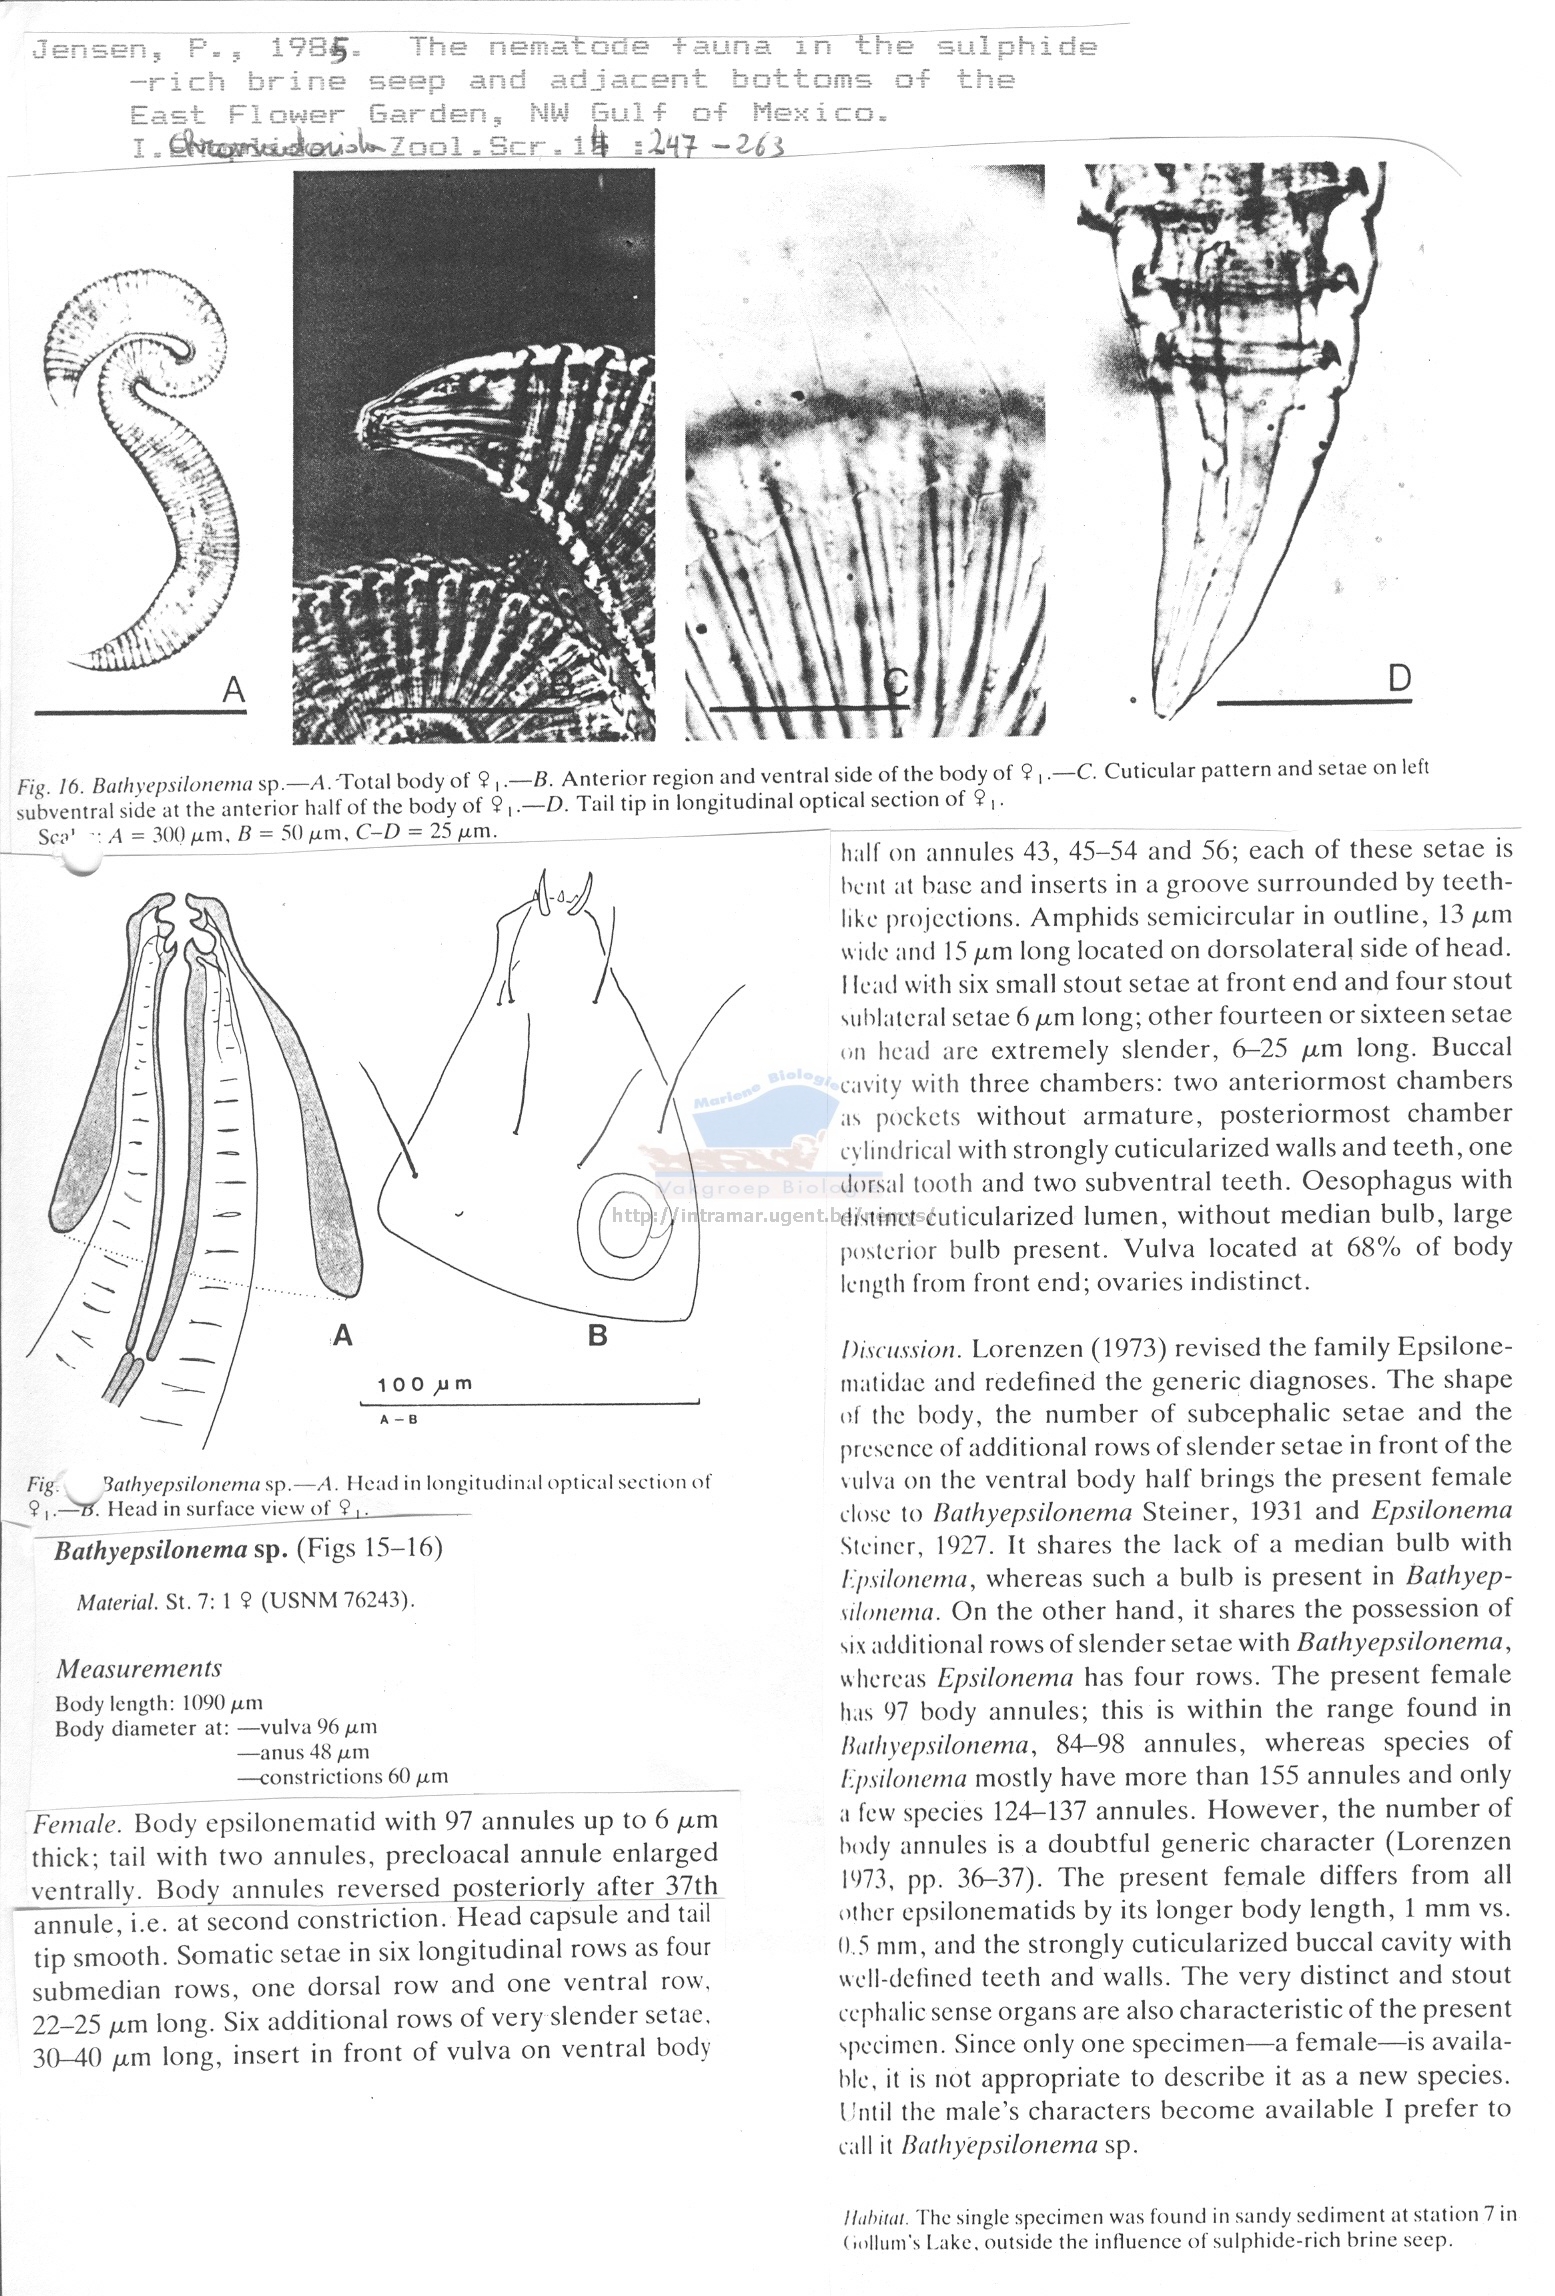 Jensen, P., 1985. The nematode fauna in the sulphide
-rich brine seep and adjacent bottoms of the
East Flower Garden, NW Gulf of Mexico.
I. Zool.Scr.14 :247-263
A
B
C
D
Fig. 16. Bathyepsilonema sp.—A. Total body of ♀1.—B. Anterior region and ventral side of the body of ♀1.—C. Cuticular pattern and setae on left
subventral side at the anterior half of the body of ♀1.—D. Tail tip in longitudinal optical section of ♀1.
: A = 300 μm, B = 50 μm, C–D = 25 μm.
A
B
100 μm
A–B
Fig. Bathyepsilonema sp.—A. Head in longitudinal optical section of
♀1.—B. Head in surface view of ♀1.
Bathyepsilonema sp. (Figs 15–16)
Material. St. 7: 1 ♀ (USNM 76243).
Measurements
Body length: 1090 μm
Body diameter at: —vulva 96 μm
—anus 48 μm
—constrictions 60 μm
Female. Body epsilonematid with 97 annules up to 6 μm
thick; tail with two annules, precloacal annule enlarged
ventrally. Body annules reversed posteriorly after 37th
annule, i.e. at second constriction. Head capsule and tail
tip smooth. Somatic setae in six longitudinal rows as four
submedian rows, one dorsal row and one ventral row,
22–25 μm long. Six additional rows of very slender setae,
30–40 μm long, insert in front of vulva on ventral body
half on annules 43, 45–54 and 56; each of these setae is
bent at base and inserts in a groove surrounded by teeth-
like projections. Amphids semicircular in outline, 13 μm
wide and 15 μm long located on dorsolateral side of head.
Head with six small stout setae at front end and four stout
sublateral setae 6 μm long; other fourteen or sixteen setae
on head are extremely slender, 6–25 μm long. Buccal
cavity with three chambers: two anteriormost chambers
as pockets without armature, posteriormost chamber
cylindrical with strongly cuticularized walls and teeth, one
dorsal tooth and two subventral teeth. Oesophagus with
distinct cuticularized lumen, without median bulb, large
posterior bulb present. Vulva located at 68% of body
length from front end; ovaries indistinct.
Discussion. Lorenzen (1973) revised the family Epsilone-
matidae and redefined the generic diagnoses. The shape
of the body, the number of subcephalic setae and the
presence of additional rows of slender setae in front of the
vulva on the ventral body half brings the present female
close to Bathyepsilonema Steiner, 1931 and Epsilonema
Steiner, 1927. It shares the lack of a median bulb with
Epsilonema, whereas such a bulb is present in Bathyep-
silonema. On the other hand, it shares the possession of
six additional rows of slender setae with Bathyepsilonema,
whereas Epsilonema has four rows. The present female
has 97 body annules; this is within the range found in
Bathyepsilonema, 84–98 annules, whereas species of
Epsilonema mostly have more than 155 annules and only
a few species 124–137 annules. However, the number of
body annules is a doubtful generic character (Lorenzen
1973, pp. 36–37). The present female differs from all
other epsilonematids by its longer body length, 1 mm vs.
0.5 mm, and the strongly cuticularized buccal cavity with
well-defined teeth and walls. The very distinct and stout
cephalic sense organs are also characteristic of the present
specimen. Since only one specimen—a female—is availa-
ble, it is not appropriate to describe it as a new species.
Until the male's characters become available I prefer to
call it Bathyepsilonema sp.
Habitat. The single specimen was found in sandy sediment at station 7 in
Gollum's Lake, outside the influence of sulphide-rich brine seep.
Mariene Biologie
Vakgroep Biologie
http://intramar.ugent.be/nemys/